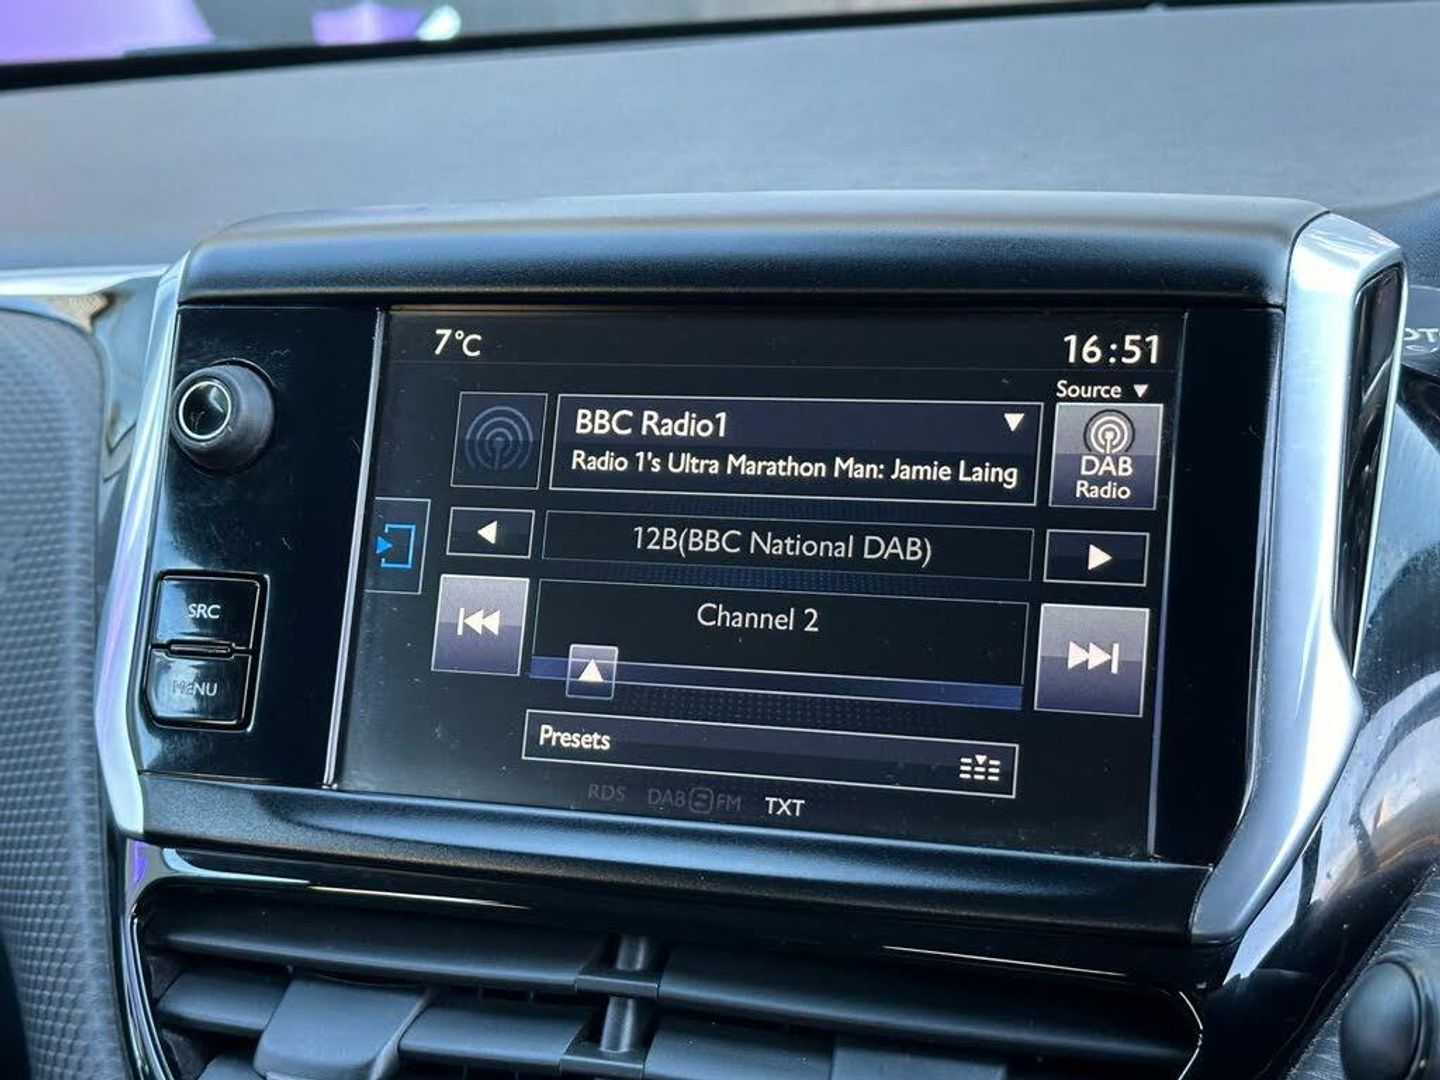 7°C
16:51
Source
BBC Radio1
Radio 1's Ultra Marathon Man: Jamie Laing
DAB
Radio
12B(BBC National DAB)
SRC
Channel 2
MENU
Presets
RDS DAB FM TXT